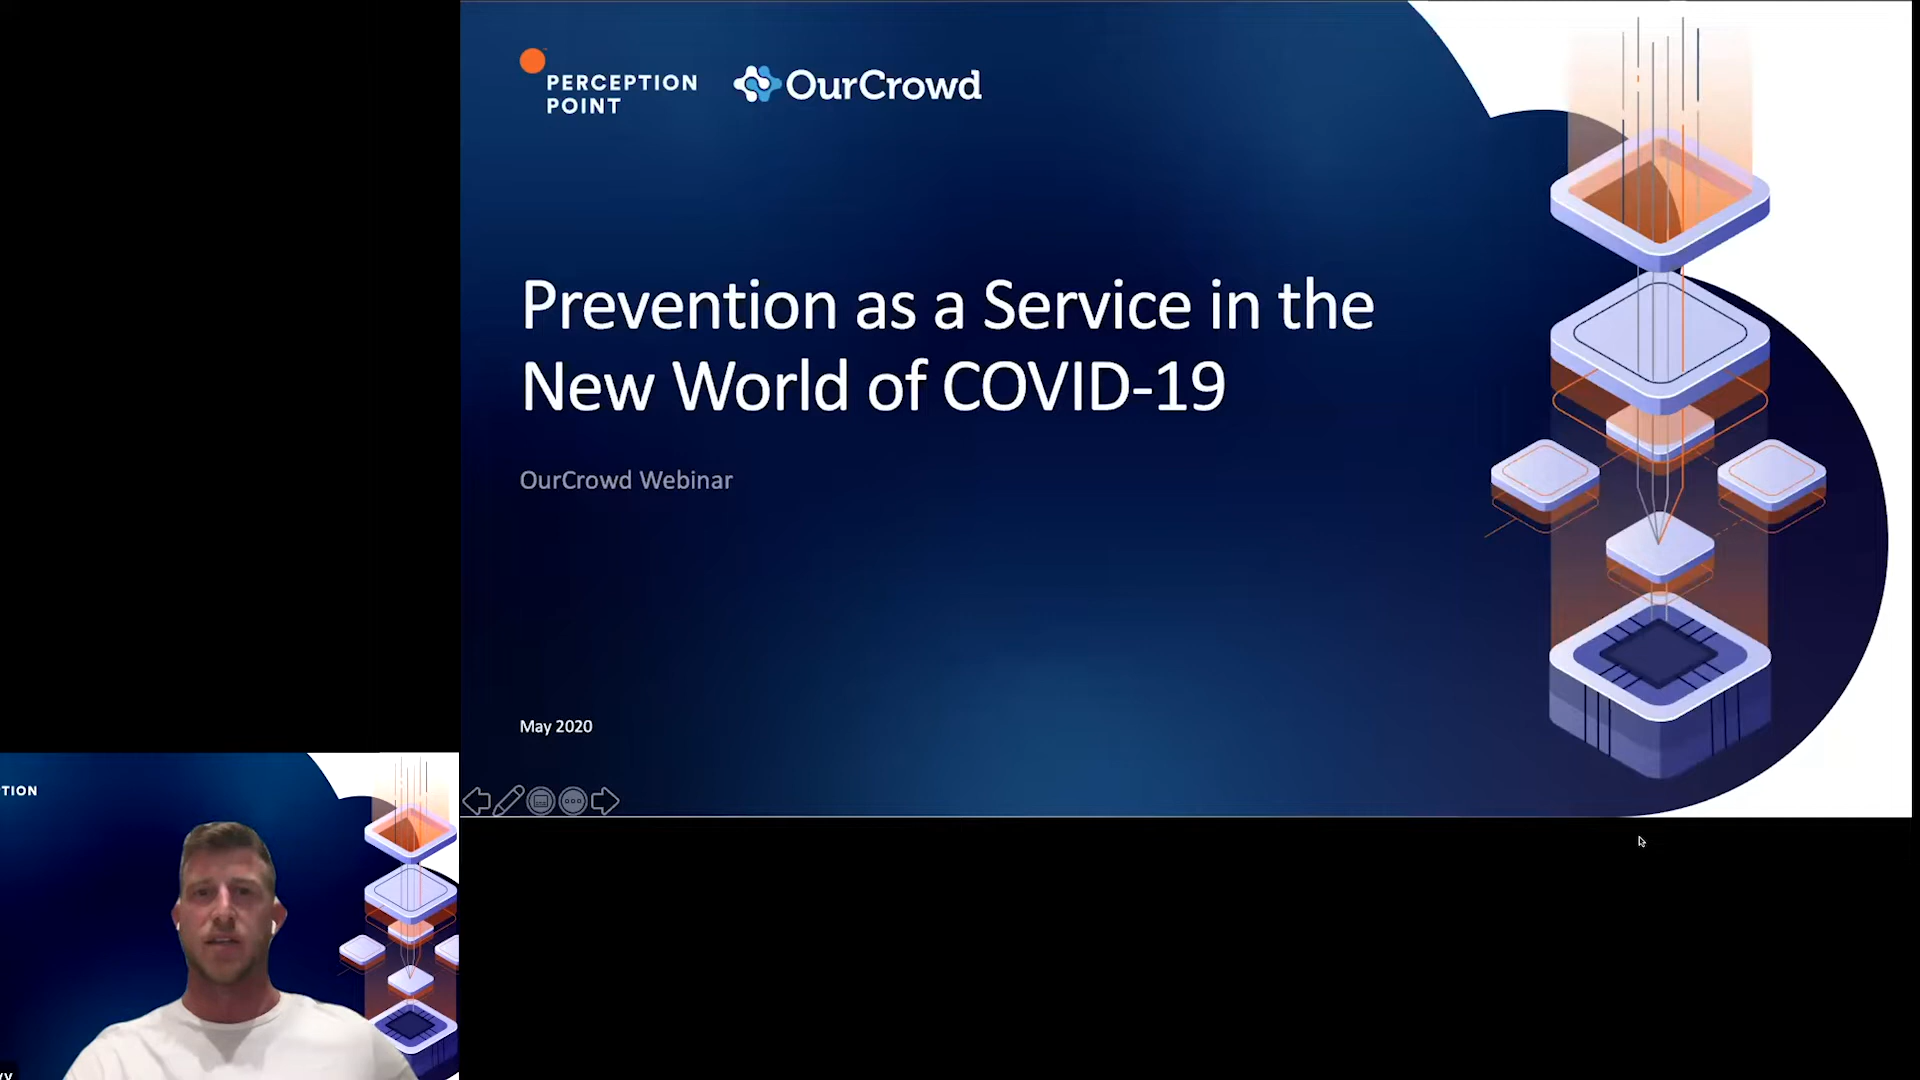 PERCEPTION
POINT
OurCrowd
Prevention as a Service in the
New World of COVID-19
OurCrowd Webinar
May 2020
TION